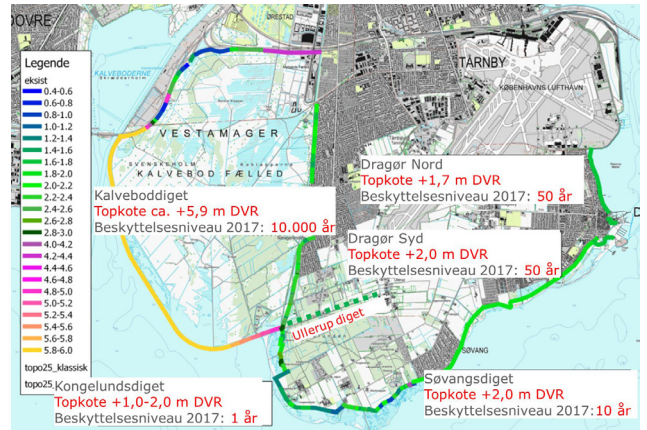 DOVRE
ØRESTAD
Legende
eksist
0.4-0.6
0.6-0.8
0.8-1.0
1.0-1.2
1.2-1.4
1.4-1.6
1.6-1.8
1.8-2.0
2.0-2.2
2.2-2.4
2.4-2.6
2.6-2.8
2.8-3.0
4.0-4.2
4.2-4.4
4.4-4.6
4.6-4.8
4.8-5.0
5.0-5.2
5.2-5.4
5.4-5.6
5.6-5.8
5.8-6.0
topo25_klassisk
topo25_
KALVEBODERNE
TÅRNBY
KØBENHAVNS LUFTHAVN
VESTAMAGER
SVENSKEHOLM
KALVEBOD FÆLLED
Kalveboddiget
Topkote ca. +5,9 m DVR
Beskyttelsesniveau 2017: 10.000 år
Dragør Nord
Topkote +1,7 m DVR
Beskyttelsesniveau 2017: 50 år
D
Dragør Syd
Topkote +2,0 m DVR
Beskyttelsesniveau 2017: 50 år
Ullerup diget
SØVANG
Kongelundsdiget
Topkote +1,0-2,0 m DVR
Beskyttelsesniveau 2017: 1 år
Søvangsdiget
Topkote +2,0 m DVR
Beskyttelsesniveau 2017:10 år